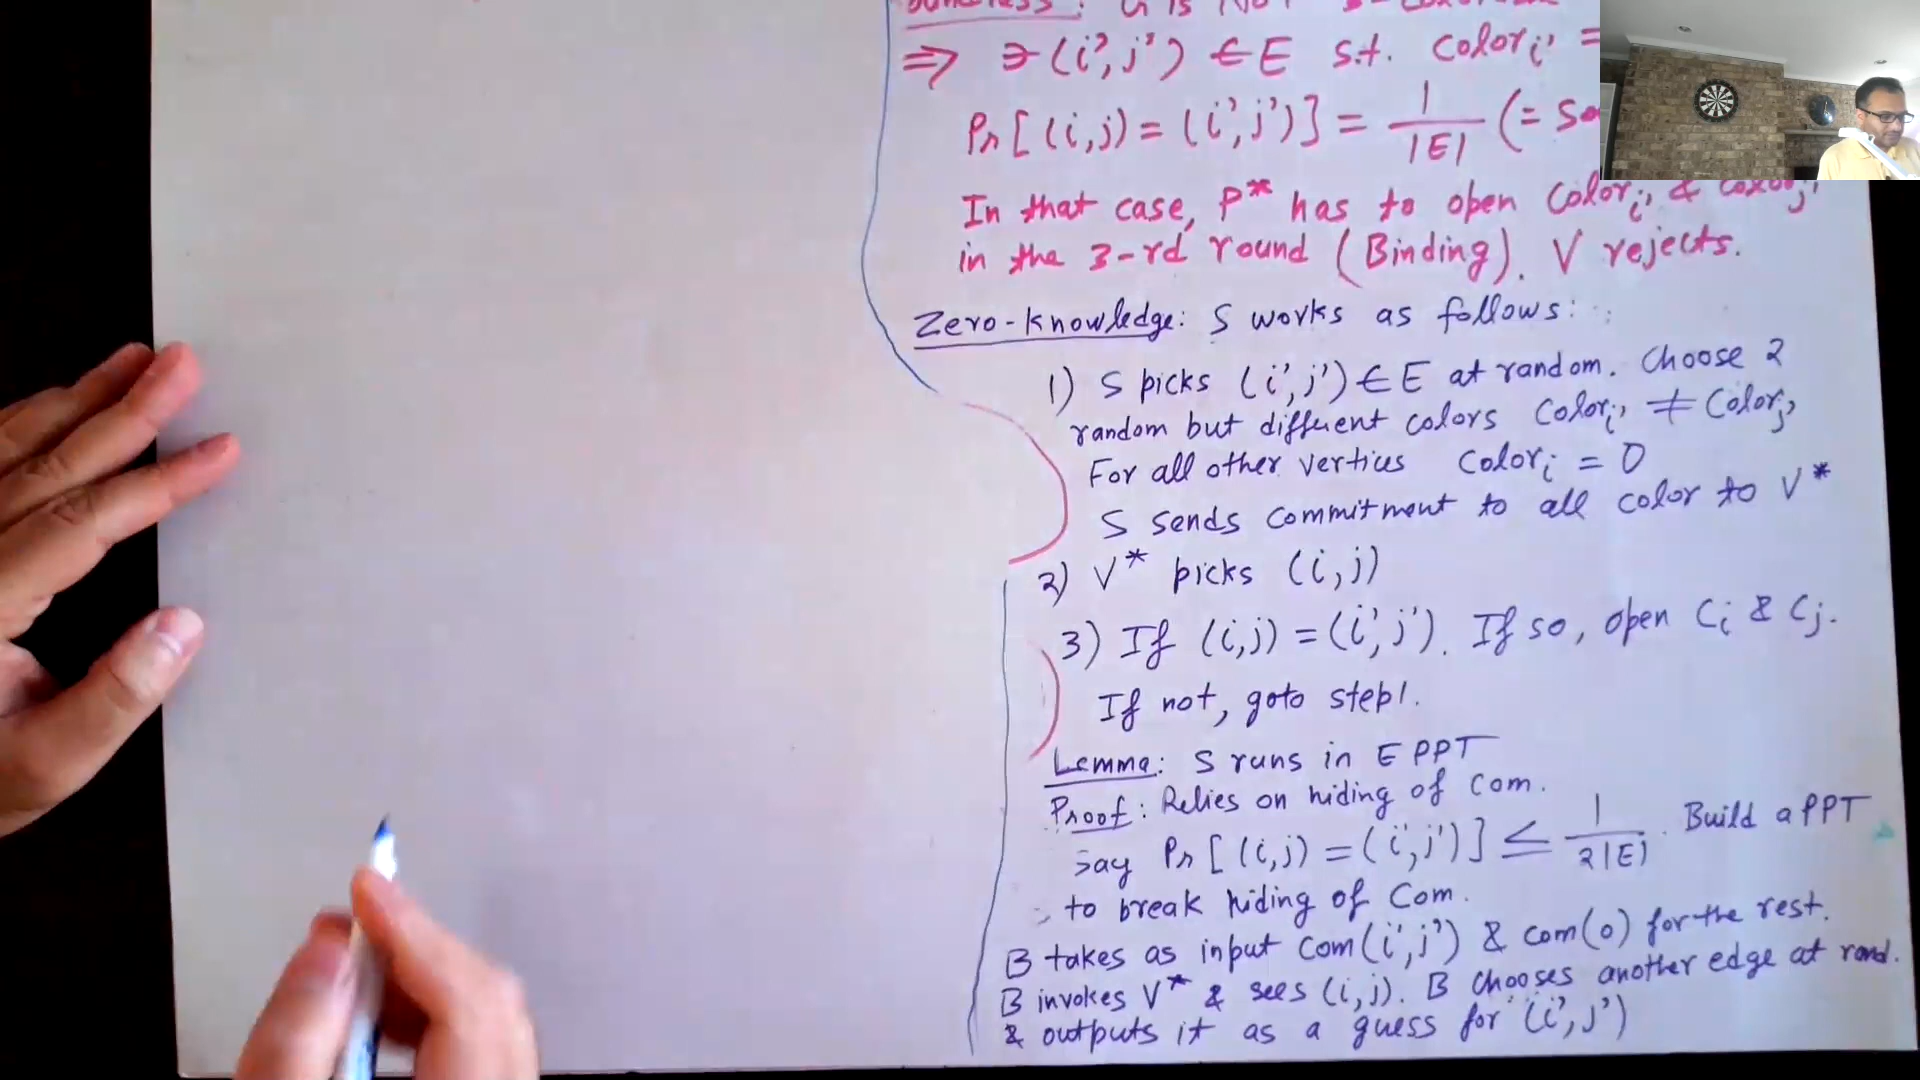 G is Not
⇒ ∃ (i', j') ∈ E s.t. Color_i' =
Pr[(i,j) = (i',j')] = 1/|E| (=
In that case, P* has to open Color_i' & Color_j'
in the 3-rd round (Binding). V rejects.
Zero-Knowledge: S works as follows:
1) S picks (i',j') ∈ E at random. Choose 2
random but different colors Color_i' ≠ Color_j'
For all other vertices Color_i = 0
S sends commitment to all color to V*
2) V* picks (i,j)
3) If (i,j) = (i',j'). If so, open C_i & C_j.
If not, goto step 1.
Lemma: S runs in EPPT
Proof: Relies on hiding of Com.
Say Pr[(i,j) = (i',j')] ≤ 1/2|E|. Build a PPT
to break hiding of Com.
B takes as input Com(i',j') & com(0) for the rest.
B invokes V* & sees (i,j). B chooses another edge at rand.
& outputs it as a guess for (i',j')